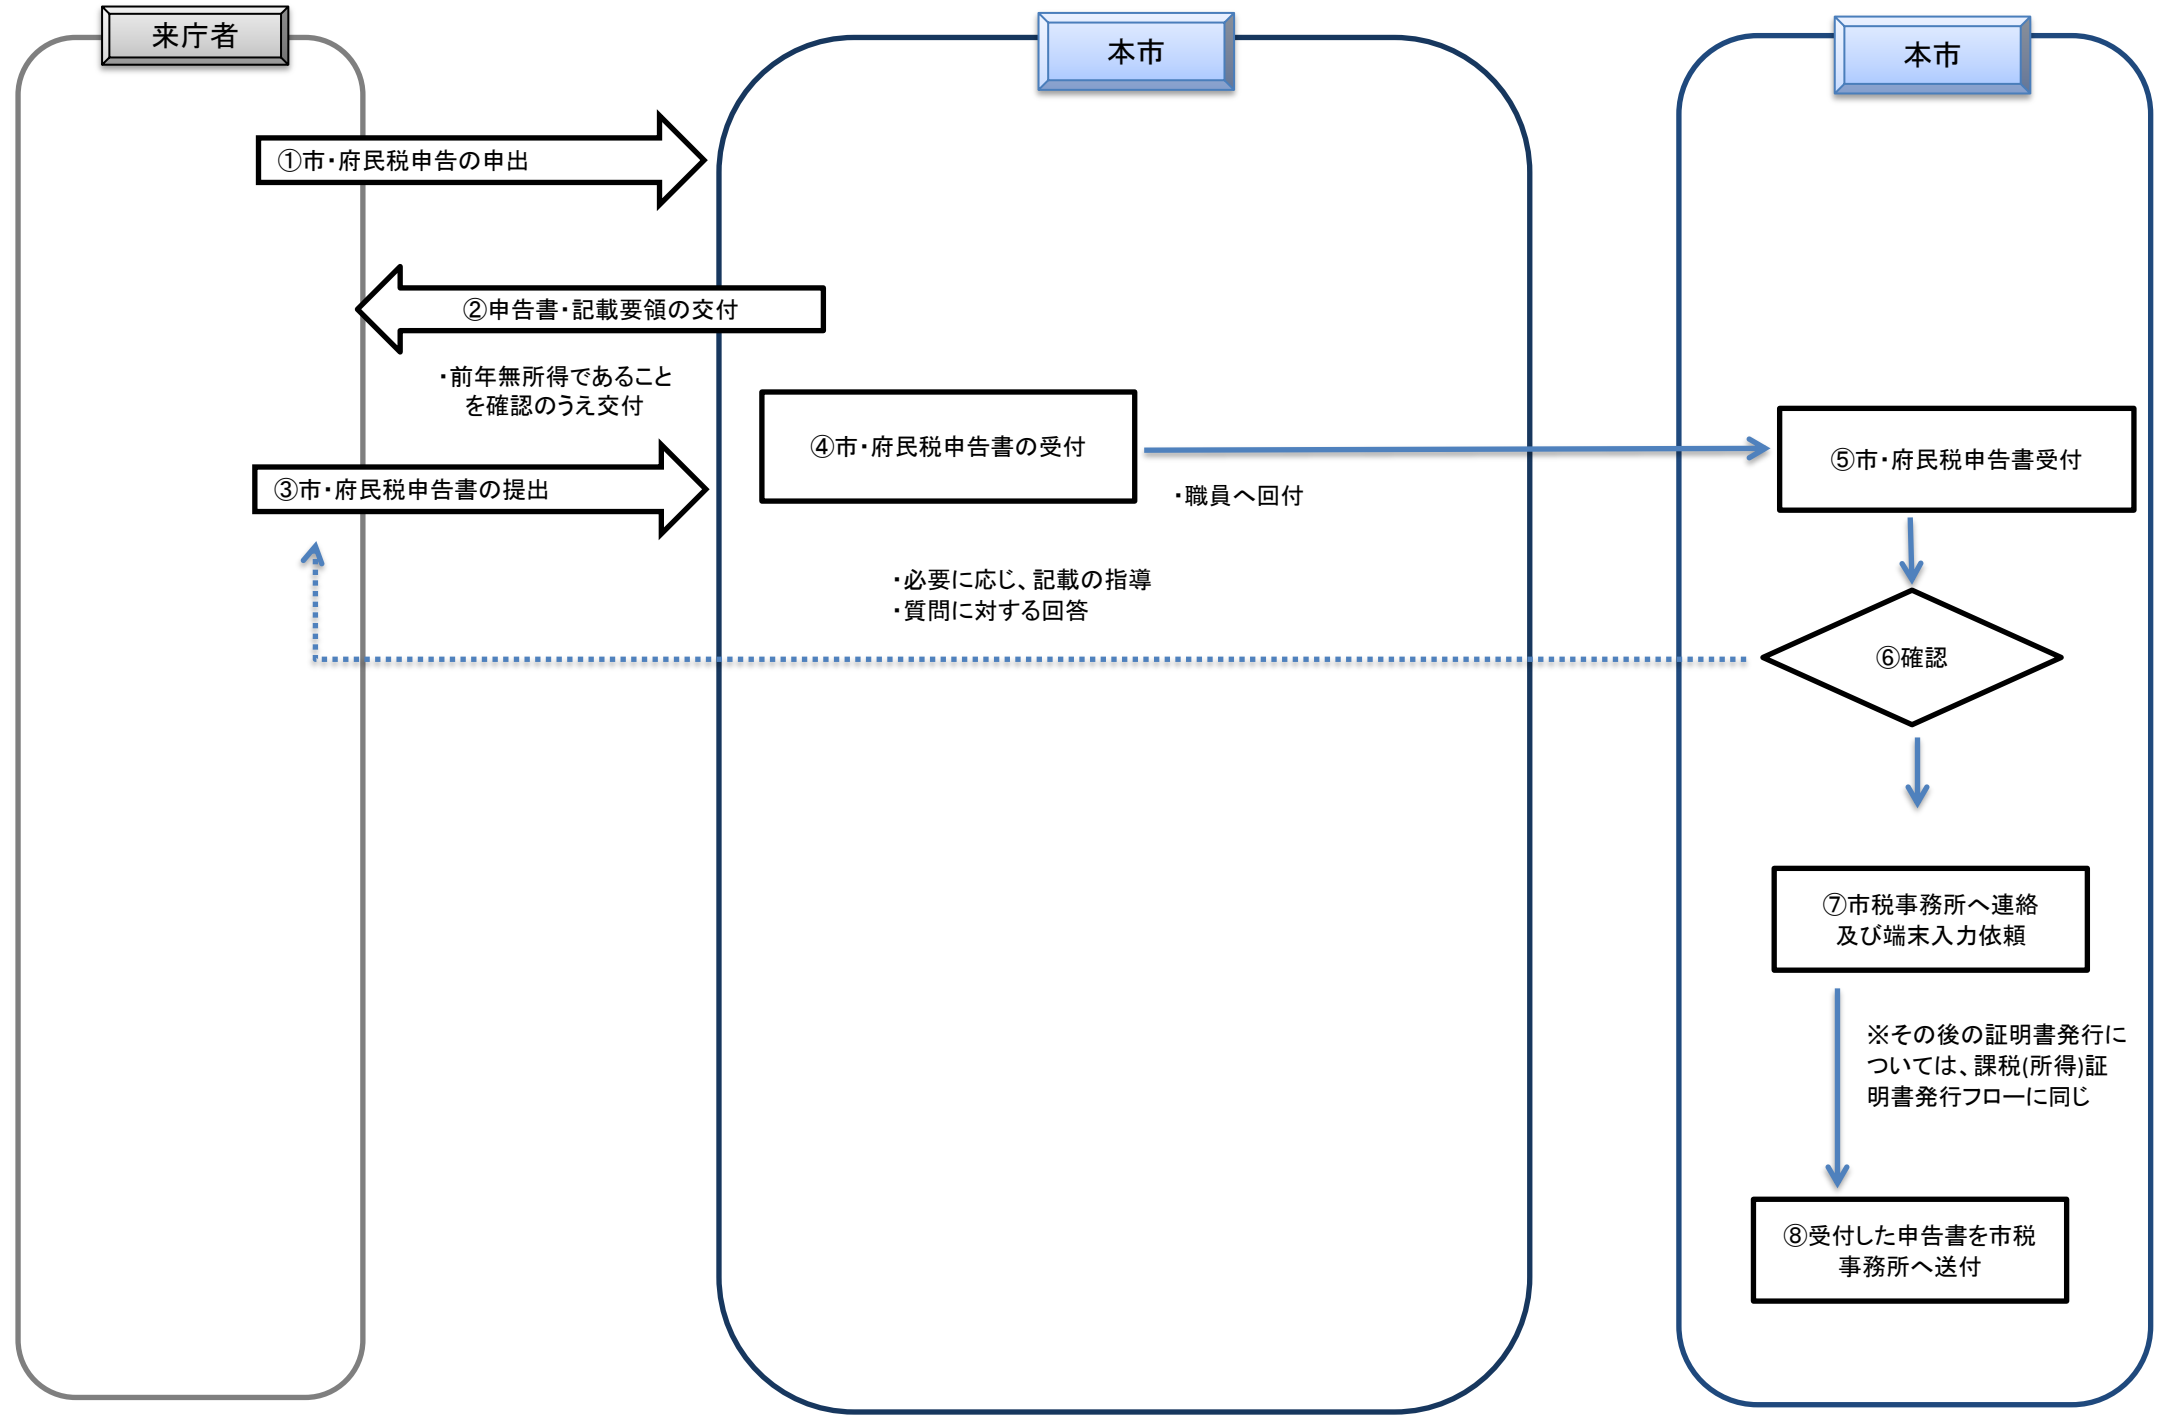 来庁者
本市
本市
①市・府民税申告の申出
②申告書・記載要領の交付
・前年無所得であること
を確認のうえ交付
③市・府民税申告書の提出
④市・府民税申告書の受付
・職員へ回付
⑤市・府民税申告書受付
・必要に応じ、記載の指導
・質問に対する回答
⑥確認
⑦市税事務所へ連絡
及び端末入力依頼
※その後の証明書発行に
ついては、課税(所得)証
明書発行フローに同じ
⑧受付した申告書を市税
事務所へ送付